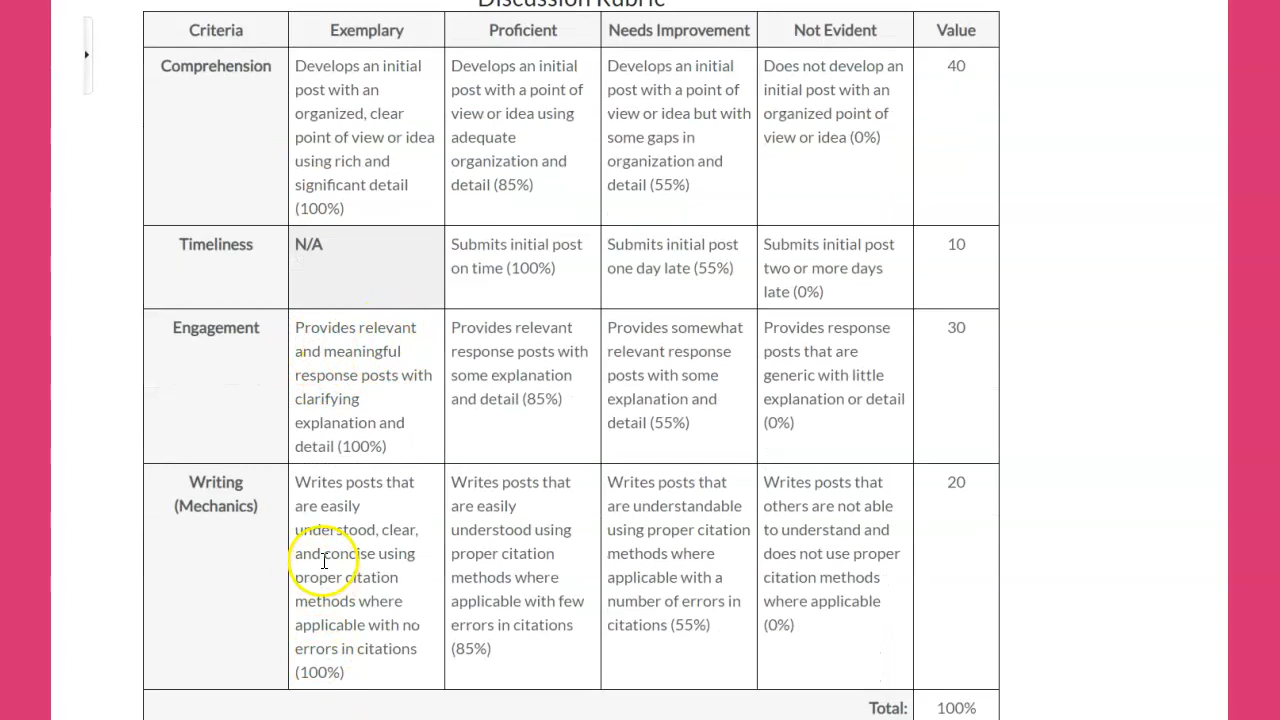 Discussion Rubric
Criteria Exemplary Proficient Needs Improvement Not Evident Value
Comprehension
Develops an initial
post with an
organized, clear
point of view or idea
using rich and
significant detail
(100%)
Develops an initial
post with a point of
view or idea using
adequate
organization and
detail (85%)
Develops an initial
post with a point of
view or idea but with
some gaps in
organization and
detail (55%)
Does not develop an
initial post with an
organized point of
view or idea (0%)
40
Timeliness
N/A
Submits initial post
on time (100%)
Submits initial post
one day late (55%)
Submits initial post
two or more days
late (0%)
10
Engagement
Provides relevant
and meaningful
response posts with
clarifying
explanation and
detail (100%)
Provides relevant
response posts with
some explanation
and detail (85%)
Provides somewhat
relevant response
posts with some
explanation and
detail (55%)
Provides response
posts that are
generic with little
explanation or detail
(0%)
30
Writing
(Mechanics)
Writes posts that
are easily
understood, clear,
and concise using
proper citation
methods where
applicable with no
errors in citations
(100%)
Writes posts that
are easily
understood using
proper citation
methods where
applicable with few
errors in citations
(85%)
Writes posts that
are understandable
using proper citation
methods where
applicable with a
number of errors in
citations (55%)
Writes posts that
others are not able
to understand and
does not use proper
citation methods
where applicable
(0%)
20
Total: 100%